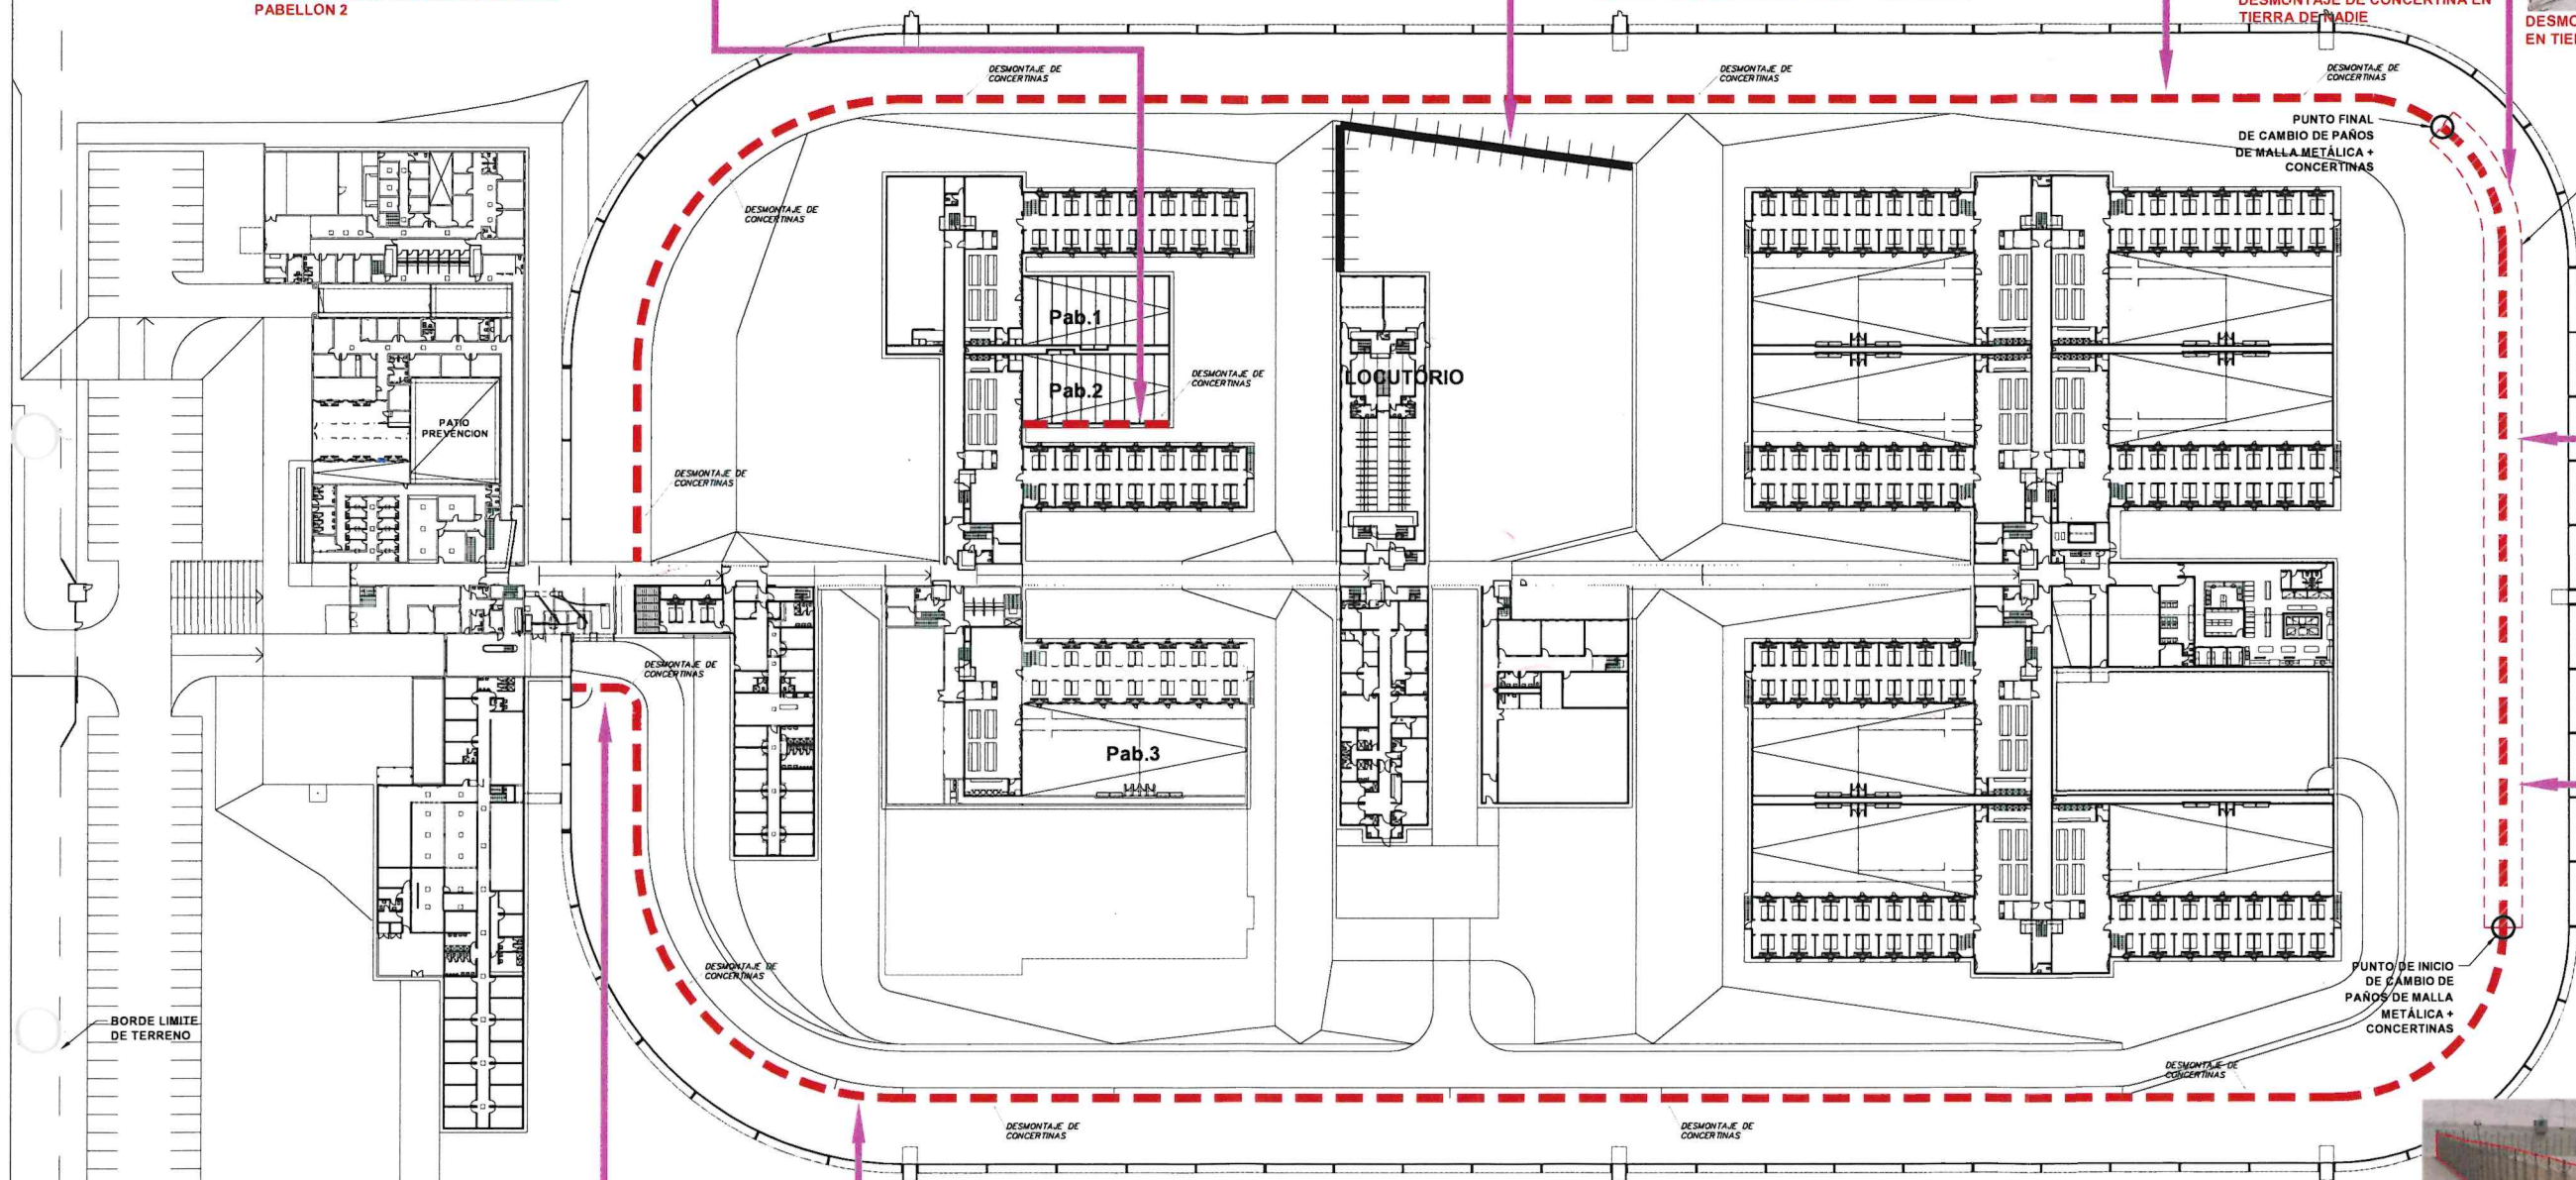 PABELLON 2
DESMONTAJE DE CONCERTINA EN
TIERRA DE NADIE
DESMONTAJE DE
CONCERTINAS
DESMONTAJE DE
CONCERTINAS
DESMONTAJE DE
CONCERTINAS
PUNTO FINAL
DE CAMBIO DE PAÑOS
DE MALLA METÁLICA +
CONCERTINAS
DESMONTAJE DE
CONCERTINAS
Pab.1
Pab.2
DESMONTAJE DE
CONCERTINAS
LOCUTORIO
PATIO
PREVENCION
DESMONTAJE DE
CONCERTINAS
DESMONTAJE DE
CONCERTINAS
Pab.3
DESMONTAJE DE
CONCERTINAS
PUNTO DE INICIO
DE CAMBIO DE
PAÑOS DE MALLA
METÁLICA +
CONCERTINAS
BORDE LIMITE
DE TERRENO
DESMONTAJE DE
CONCERTINAS
DESMONTAJE DE
CONCERTINAS
DESMONTAJE DE
CONCERTINAS